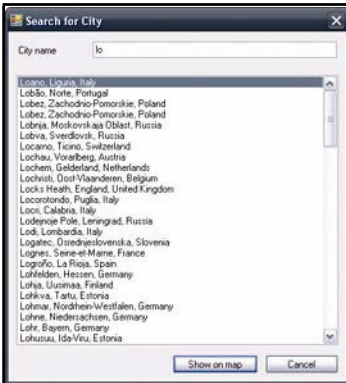 Search for City
City name
lo
Loano, Liguria, Italy
Lobão, Norte, Portugal
Lobez, Zachodnio-Pomorskie, Poland
Lobez, Zachodnio-Pomorskie, Poland
Lobnja, Moskovskaja Oblast, Russia
Lobva, Sverdlovsk, Russia
Locarno, Ticino, Switzerland
Lochau, Vorarlberg, Austria
Lochem, Gelderland, Netherlands
Lochristi, Oost-Vlaanderen, Belgium
Locks Heath, England, United Kingdom
Locorotondo, Puglia, Italy
Locri, Calabria, Italy
Lodejnoje Pole, Leningrad, Russia
Lodi, Lombardia, Italy
Logatec, Osrednjeslovenska, Slovenia
Lognes, Seine-et-Marne, France
Logroño, La Rioja, Spain
Lohfelden, Hessen, Germany
Lohja, Uusimaa, Finland
Lohkva, Tartu, Estonia
Lohmar, Nordrhein-Westfalen, Germany
Lohne, Niedersachsen, Germany
Lohr, Bayern, Germany
Lohusuu, Ida-Viru, Estonia
Show on map
Cancel